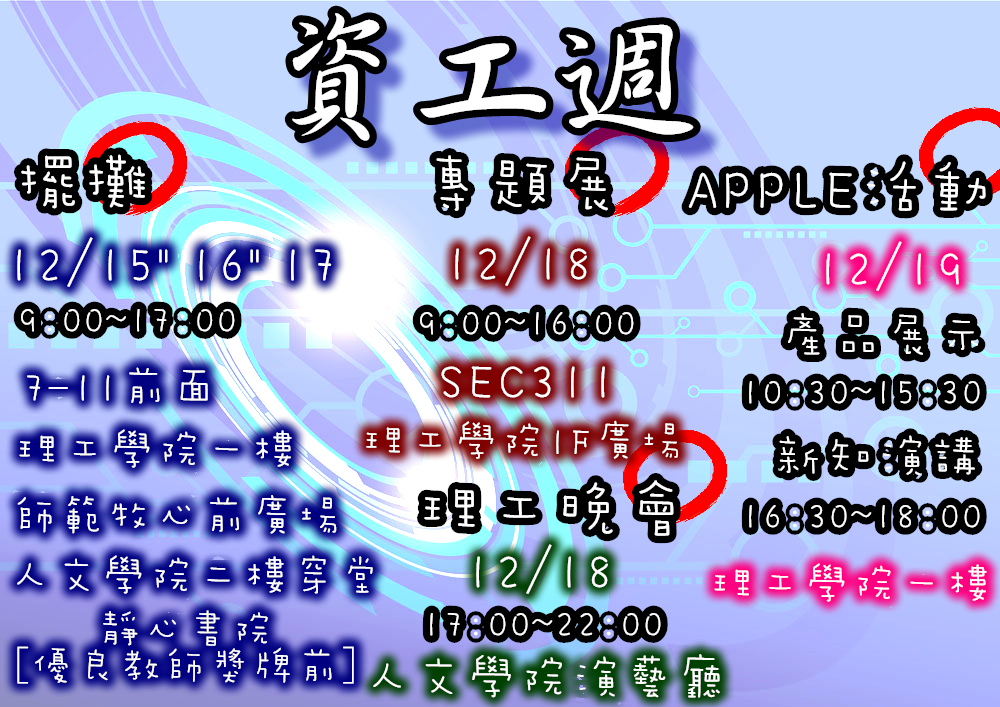 資工週
擺攤
12/15" 16" 17
9:00~17:00
7-11前面
理工學院一樓
師範牧心前廣場
人文學院二樓穿堂
靜心書院
[優良教師獎牌前]
專題展
12/18
9:00~16:00
SEC311
理工學院1F廣場
理工晚會
12/18
17:00~22:00
人文學院演藝廳
APPLE活動
12/19
產品展示
10:30~15:30
新知演講
16:30~18:00
理工學院一樓